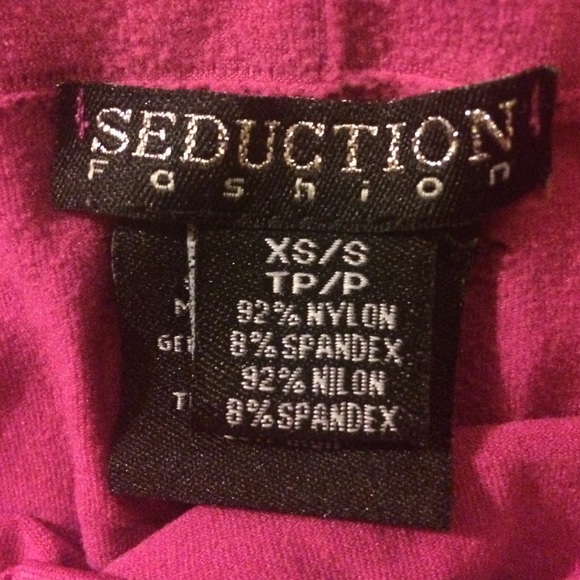 SEDUCTION
Fashion
XS/S
TP/P
92% NYLON
8% SPANDEX
92% NILON
8% SPANDEX